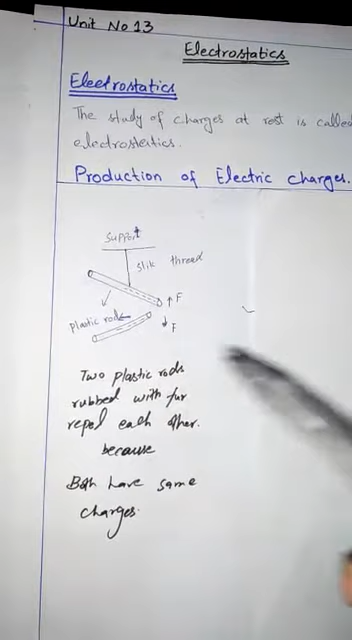 Unit No 13
Electrostatics
Electrostatics
The study of charges at rest is called
electrostatics.
Production of Electric charges.
Support
slik thread
F
plastic rods
F
Two plastic rods
rubbed with fur
repel each other.
because
Both have same
charges.